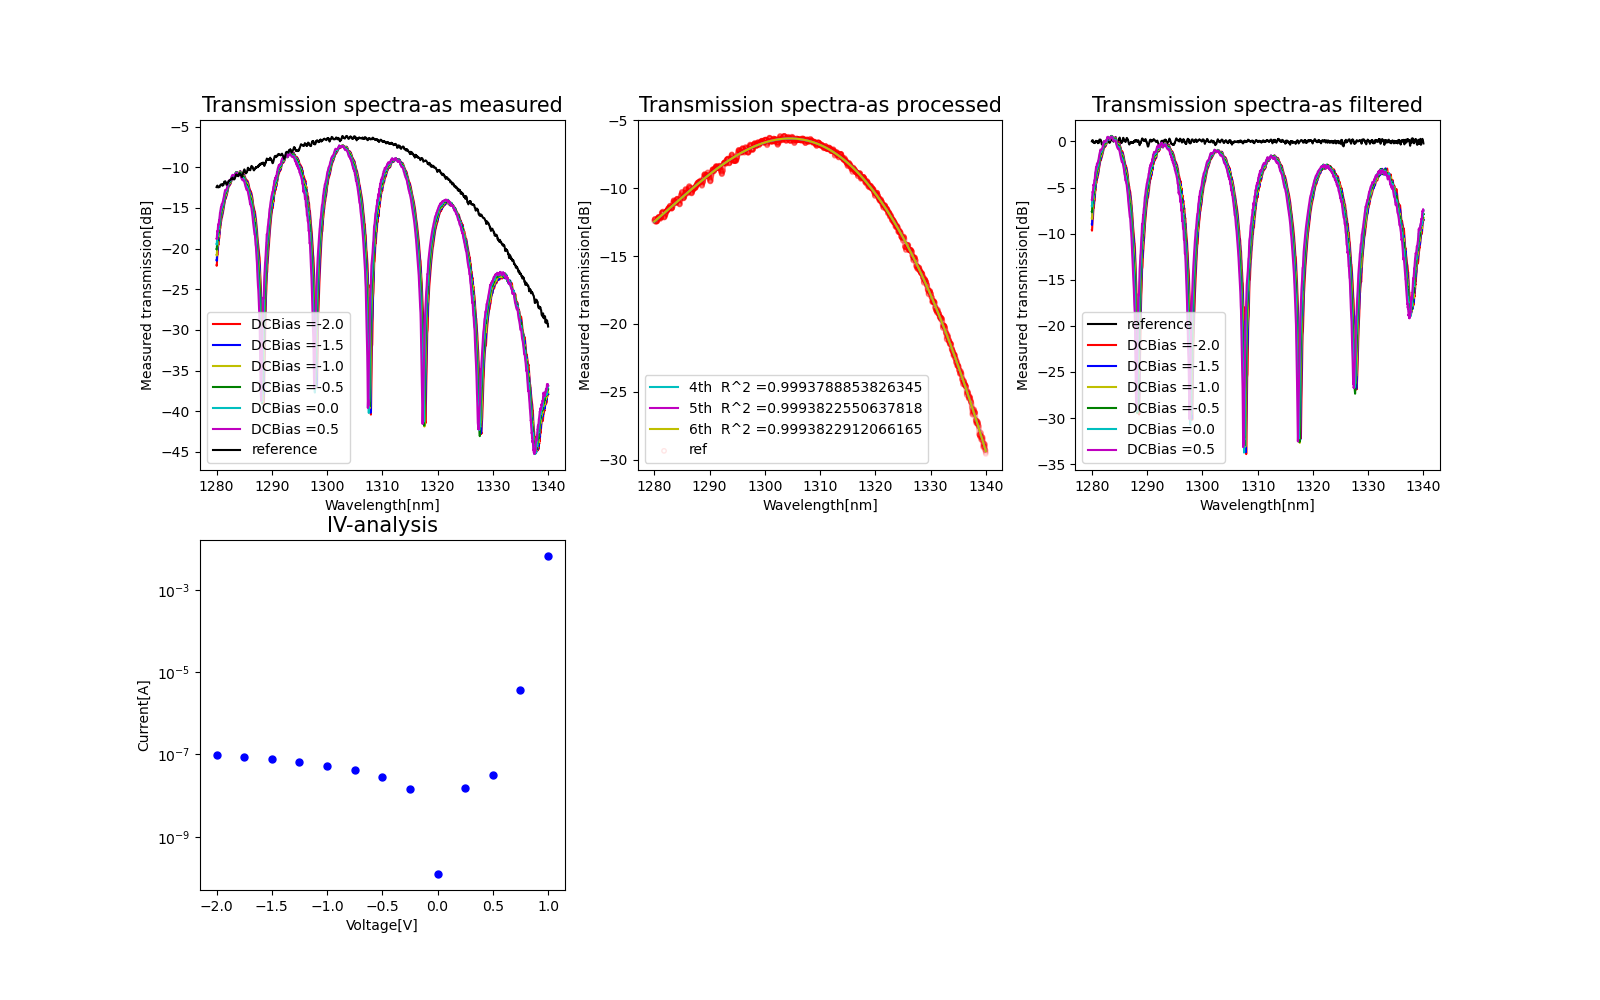 Transmission spectra-as measured
Measured transmission[dB]
−5
−10
−15
−20
−25
−30
−35
−40
−45
DCBias =-2.0
DCBias =-1.5
DCBias =-1.0
DCBias =-0.5
DCBias =0.0
DCBias =0.5
reference
1280 1290 1300 1310 1320 1330 1340
Wavelength[nm]
Transmission spectra-as processed
Measured transmission[dB]
−5
−10
−15
−20
−25
−30
4th R^2 =0.9993788853826345
5th R^2 =0.9993822550637818
6th R^2 =0.9993822912066165
ref
1280 1290 1300 1310 1320 1330 1340
Wavelength[nm]
Transmission spectra-as filtered
Measured transmission[dB]
0
−5
−10
−15
−20
−25
−30
−35
reference
DCBias =-2.0
DCBias =-1.5
DCBias =-1.0
DCBias =-0.5
DCBias =0.0
DCBias =0.5
1280 1290 1300 1310 1320 1330 1340
Wavelength[nm]
IV-analysis
Current[A]
10⁻³
10⁻⁵
10⁻⁷
10⁻⁹
−2.0 −1.5 −1.0 −0.5 0.0 0.5 1.0
Voltage[V]